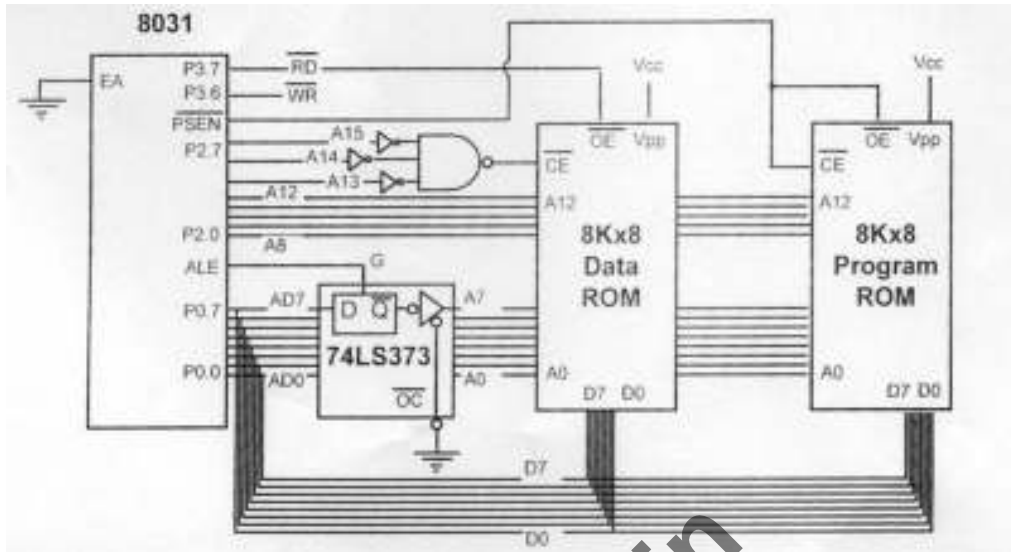 8031
EA
P3.7
RD
P3.6
WR
PSEN
P2.7
A15
A14
A13
A12
P2.0
A8
ALE
G
P0.7
AD7
D Q
A7
74LS373
P0.0
AD0
OC
A0
Vcc
OE Vpp
CE
A12
8Kx8
Data
ROM
A0
D7 D0
Vcc
OE Vpp
CE
A12
8Kx8
Program
ROM
A0
D7 D0
D7
D0
in